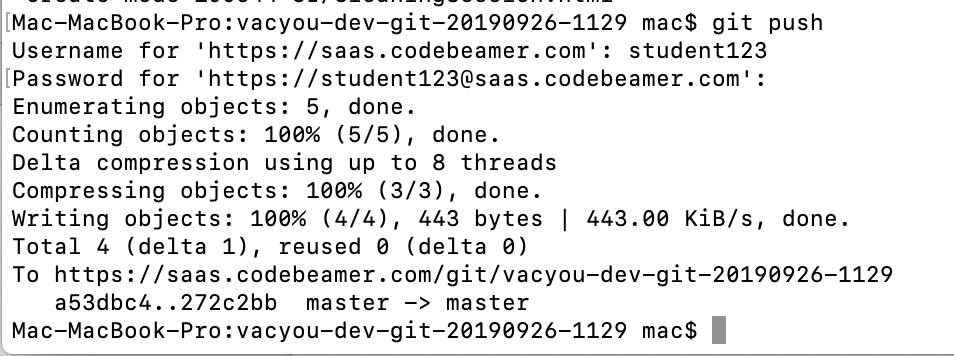 Mac-MacBook-Pro:vacyou-dev-git-20190926-1129 mac$ git push
Username for 'https://saas.codebeamer.com': student123
Password for 'https://student123@saas.codebeamer.com':
Enumerating objects: 5, done.
Counting objects: 100% (5/5), done.
Delta compression using up to 8 threads
Compressing objects: 100% (3/3), done.
Writing objects: 100% (4/4), 443 bytes | 443.00 KiB/s, done.
Total 4 (delta 1), reused 0 (delta 0)
To https://saas.codebeamer.com/git/vacyou-dev-git-20190926-1129
   a53dbc4..272c2bb  master -> master
Mac-MacBook-Pro:vacyou-dev-git-20190926-1129 mac$